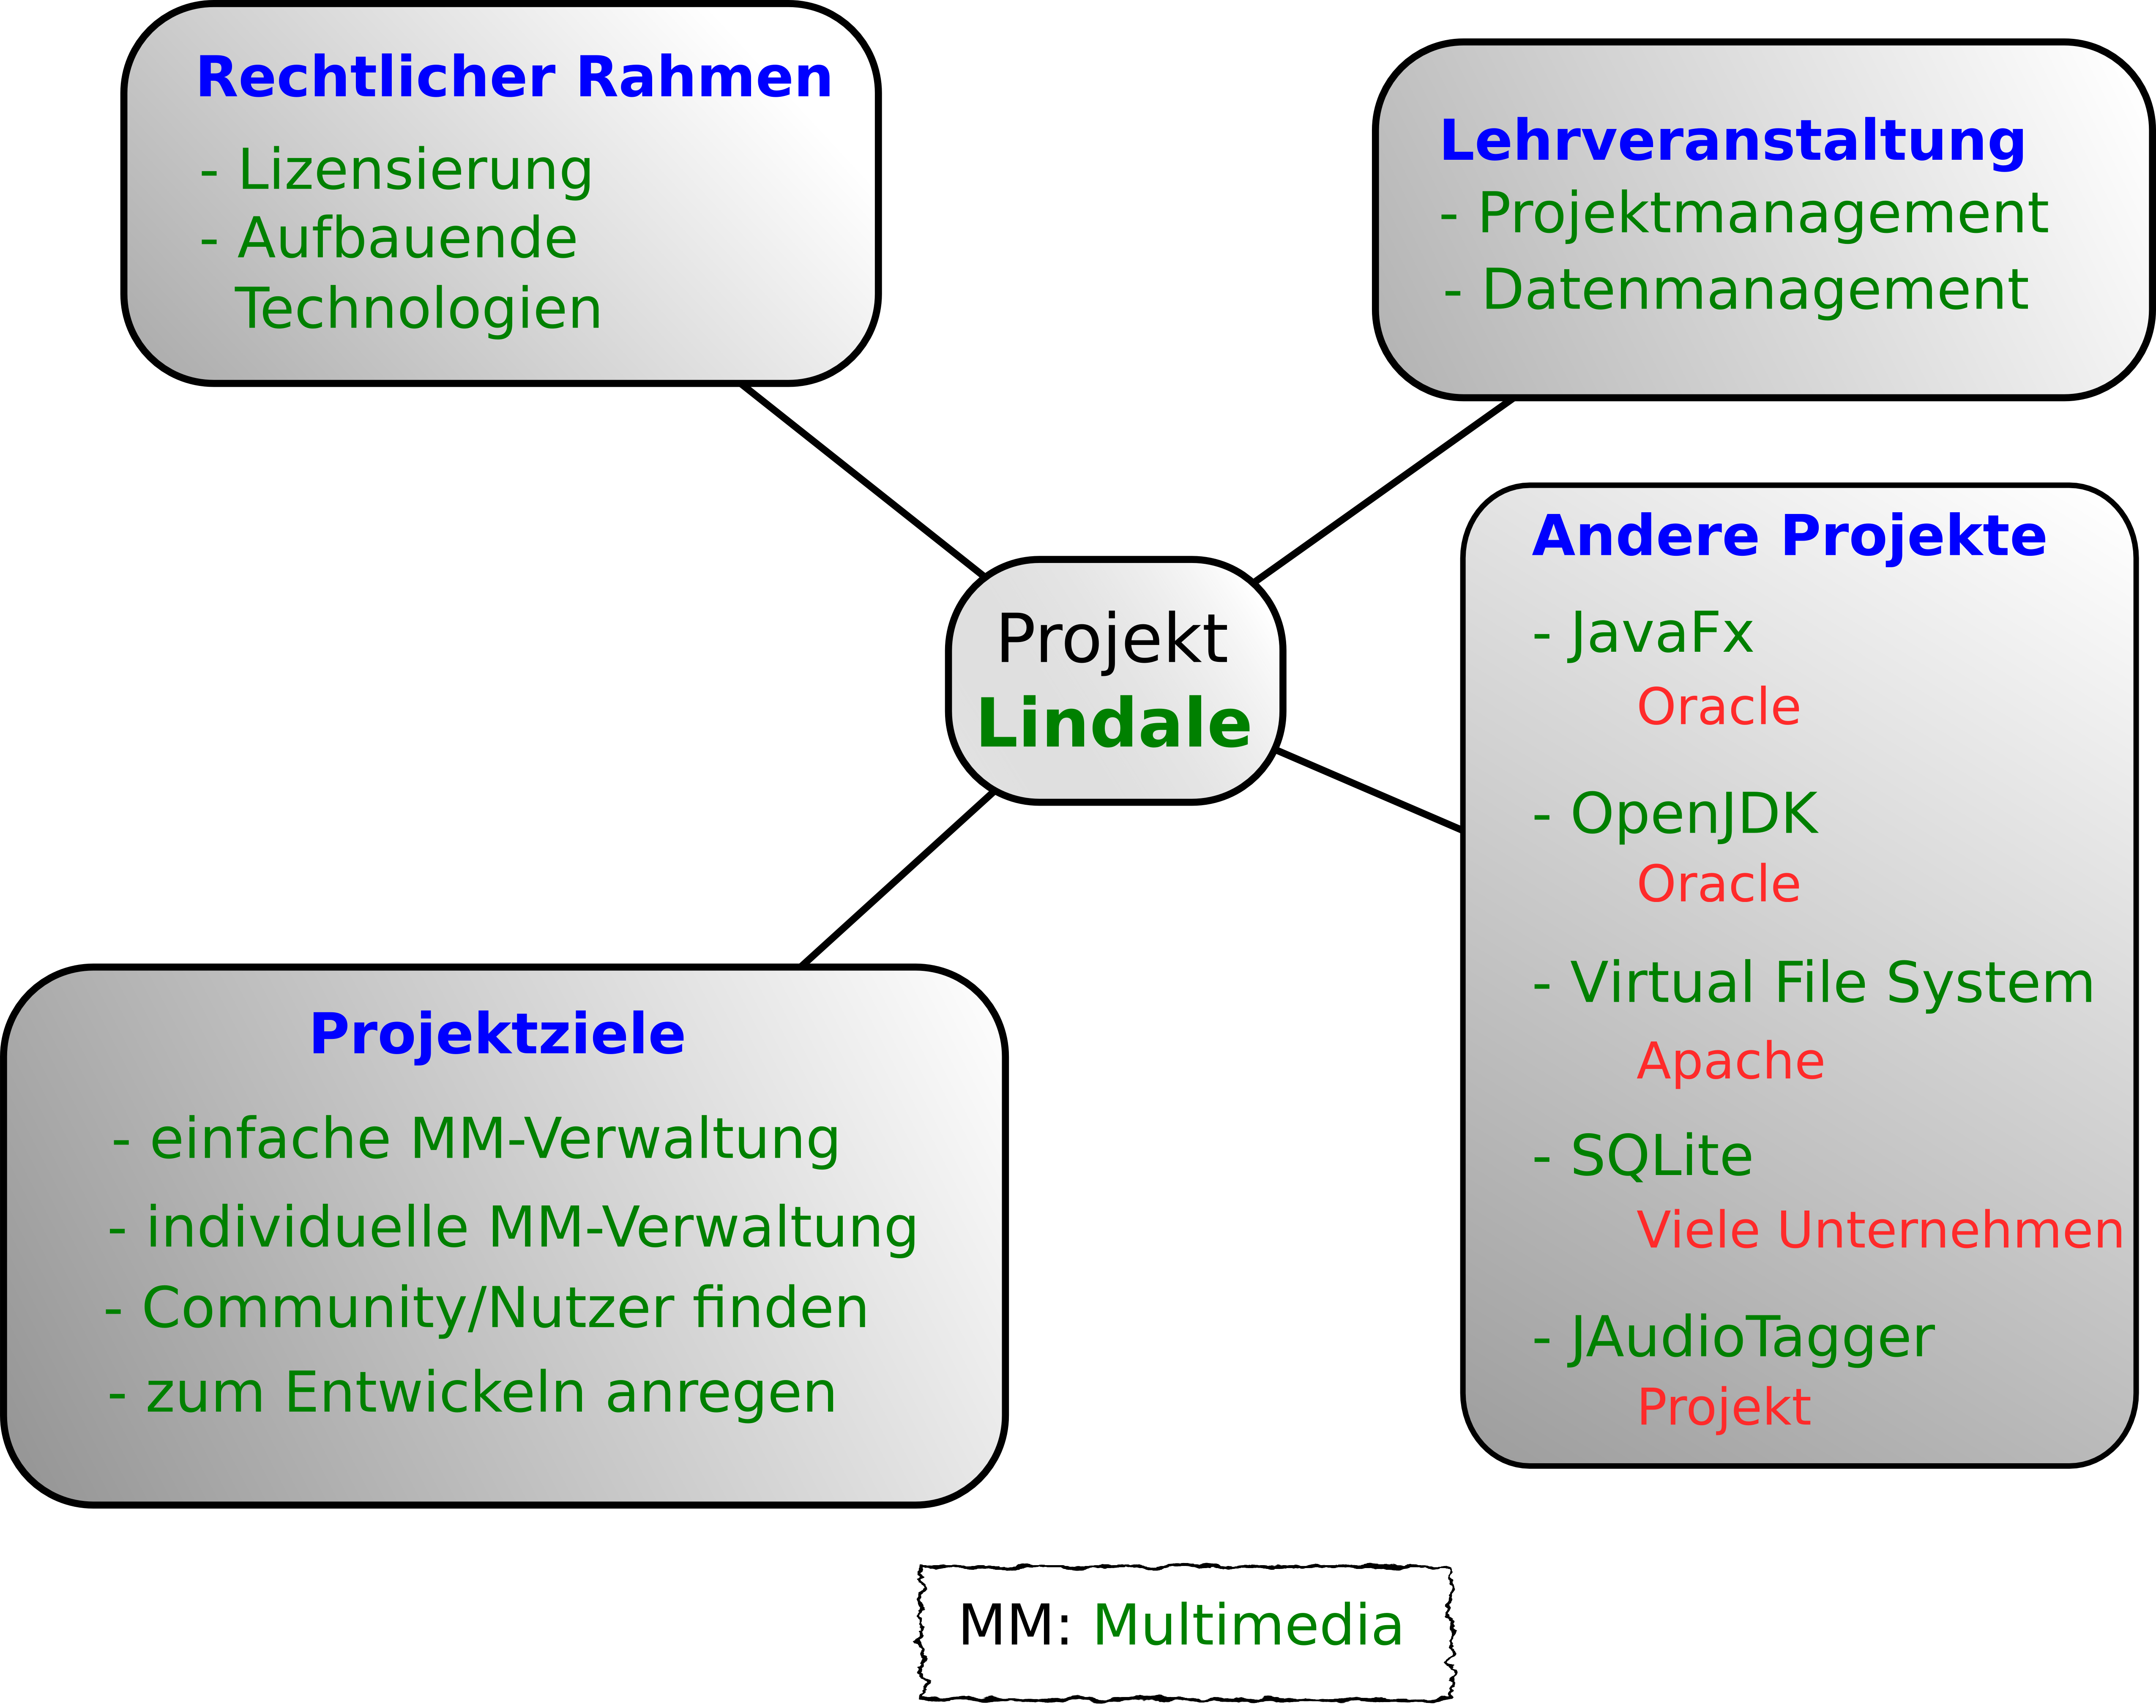 Rechtlicher Rahmen
- Lizensierung
- Aufbauende
Technologien
Lehrveranstaltung
- Projektmanagement
- Datenmanagement
Projekt
Lindale
Andere Projekte
- JavaFx
Oracle
- OpenJDK
Oracle
- Virtual File System
Apache
- SQLite
Viele Unternehmen
- JAudioTagger
Projekt
Projektziele
- einfache MM-Verwaltung
- individuelle MM-Verwaltung
- Community/Nutzer finden
- zum Entwickeln anregen
MM: Multimedia